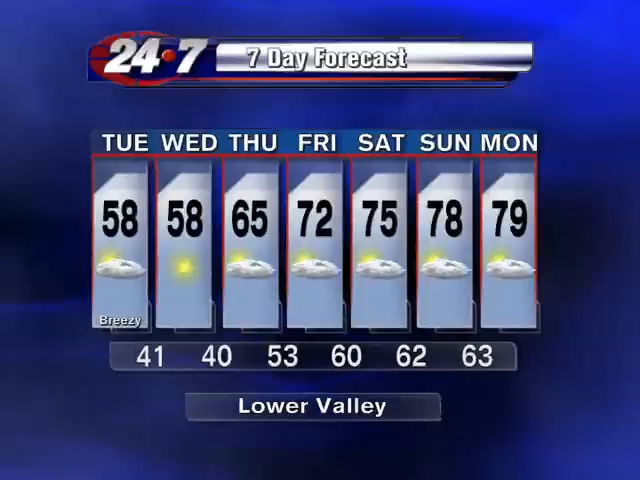 24·7 7 Day Forecast
TUE WED THU FRI SAT SUN MON
58 58 65 72 75 78 79
Breezy
41 40 53 60 62 63
Lower Valley